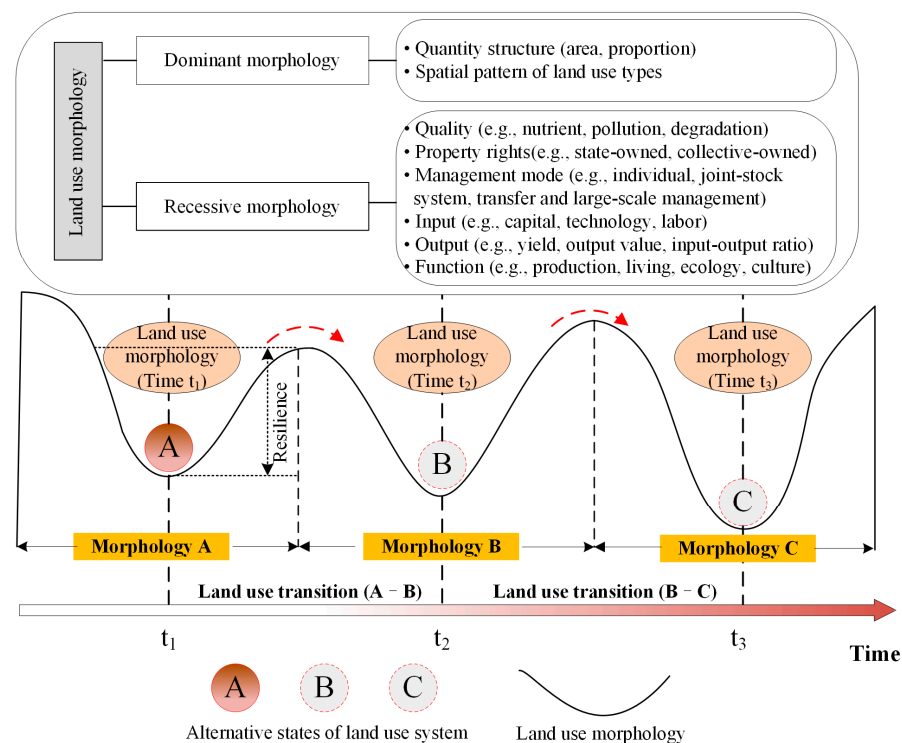 Land use morphology
Dominant morphology
• Quantity structure (area, proportion)
• Spatial pattern of land use types
Recessive morphology
• Quality (e.g., nutrient, pollution, degradation)
• Property rights(e.g., state-owned, collective-owned)
• Management mode (e.g., individual, joint-stock
system, transfer and large-scale management)
• Input (e.g., capital, technology, labor)
• Output (e.g., yield, output value, input-output ratio)
• Function (e.g., production, living, ecology, culture)
Land use
morphology
(Time t₁)
Land use
morphology
(Time t₂)
Land use
morphology
(Time t₃)
Resilience
A
B
C
Morphology A
Morphology B
Morphology C
Land use transition (A - B)
Land use transition (B - C)
t₁
t₂
t₃
Time
A
B
C
Alternative states of land use system
Land use morphology